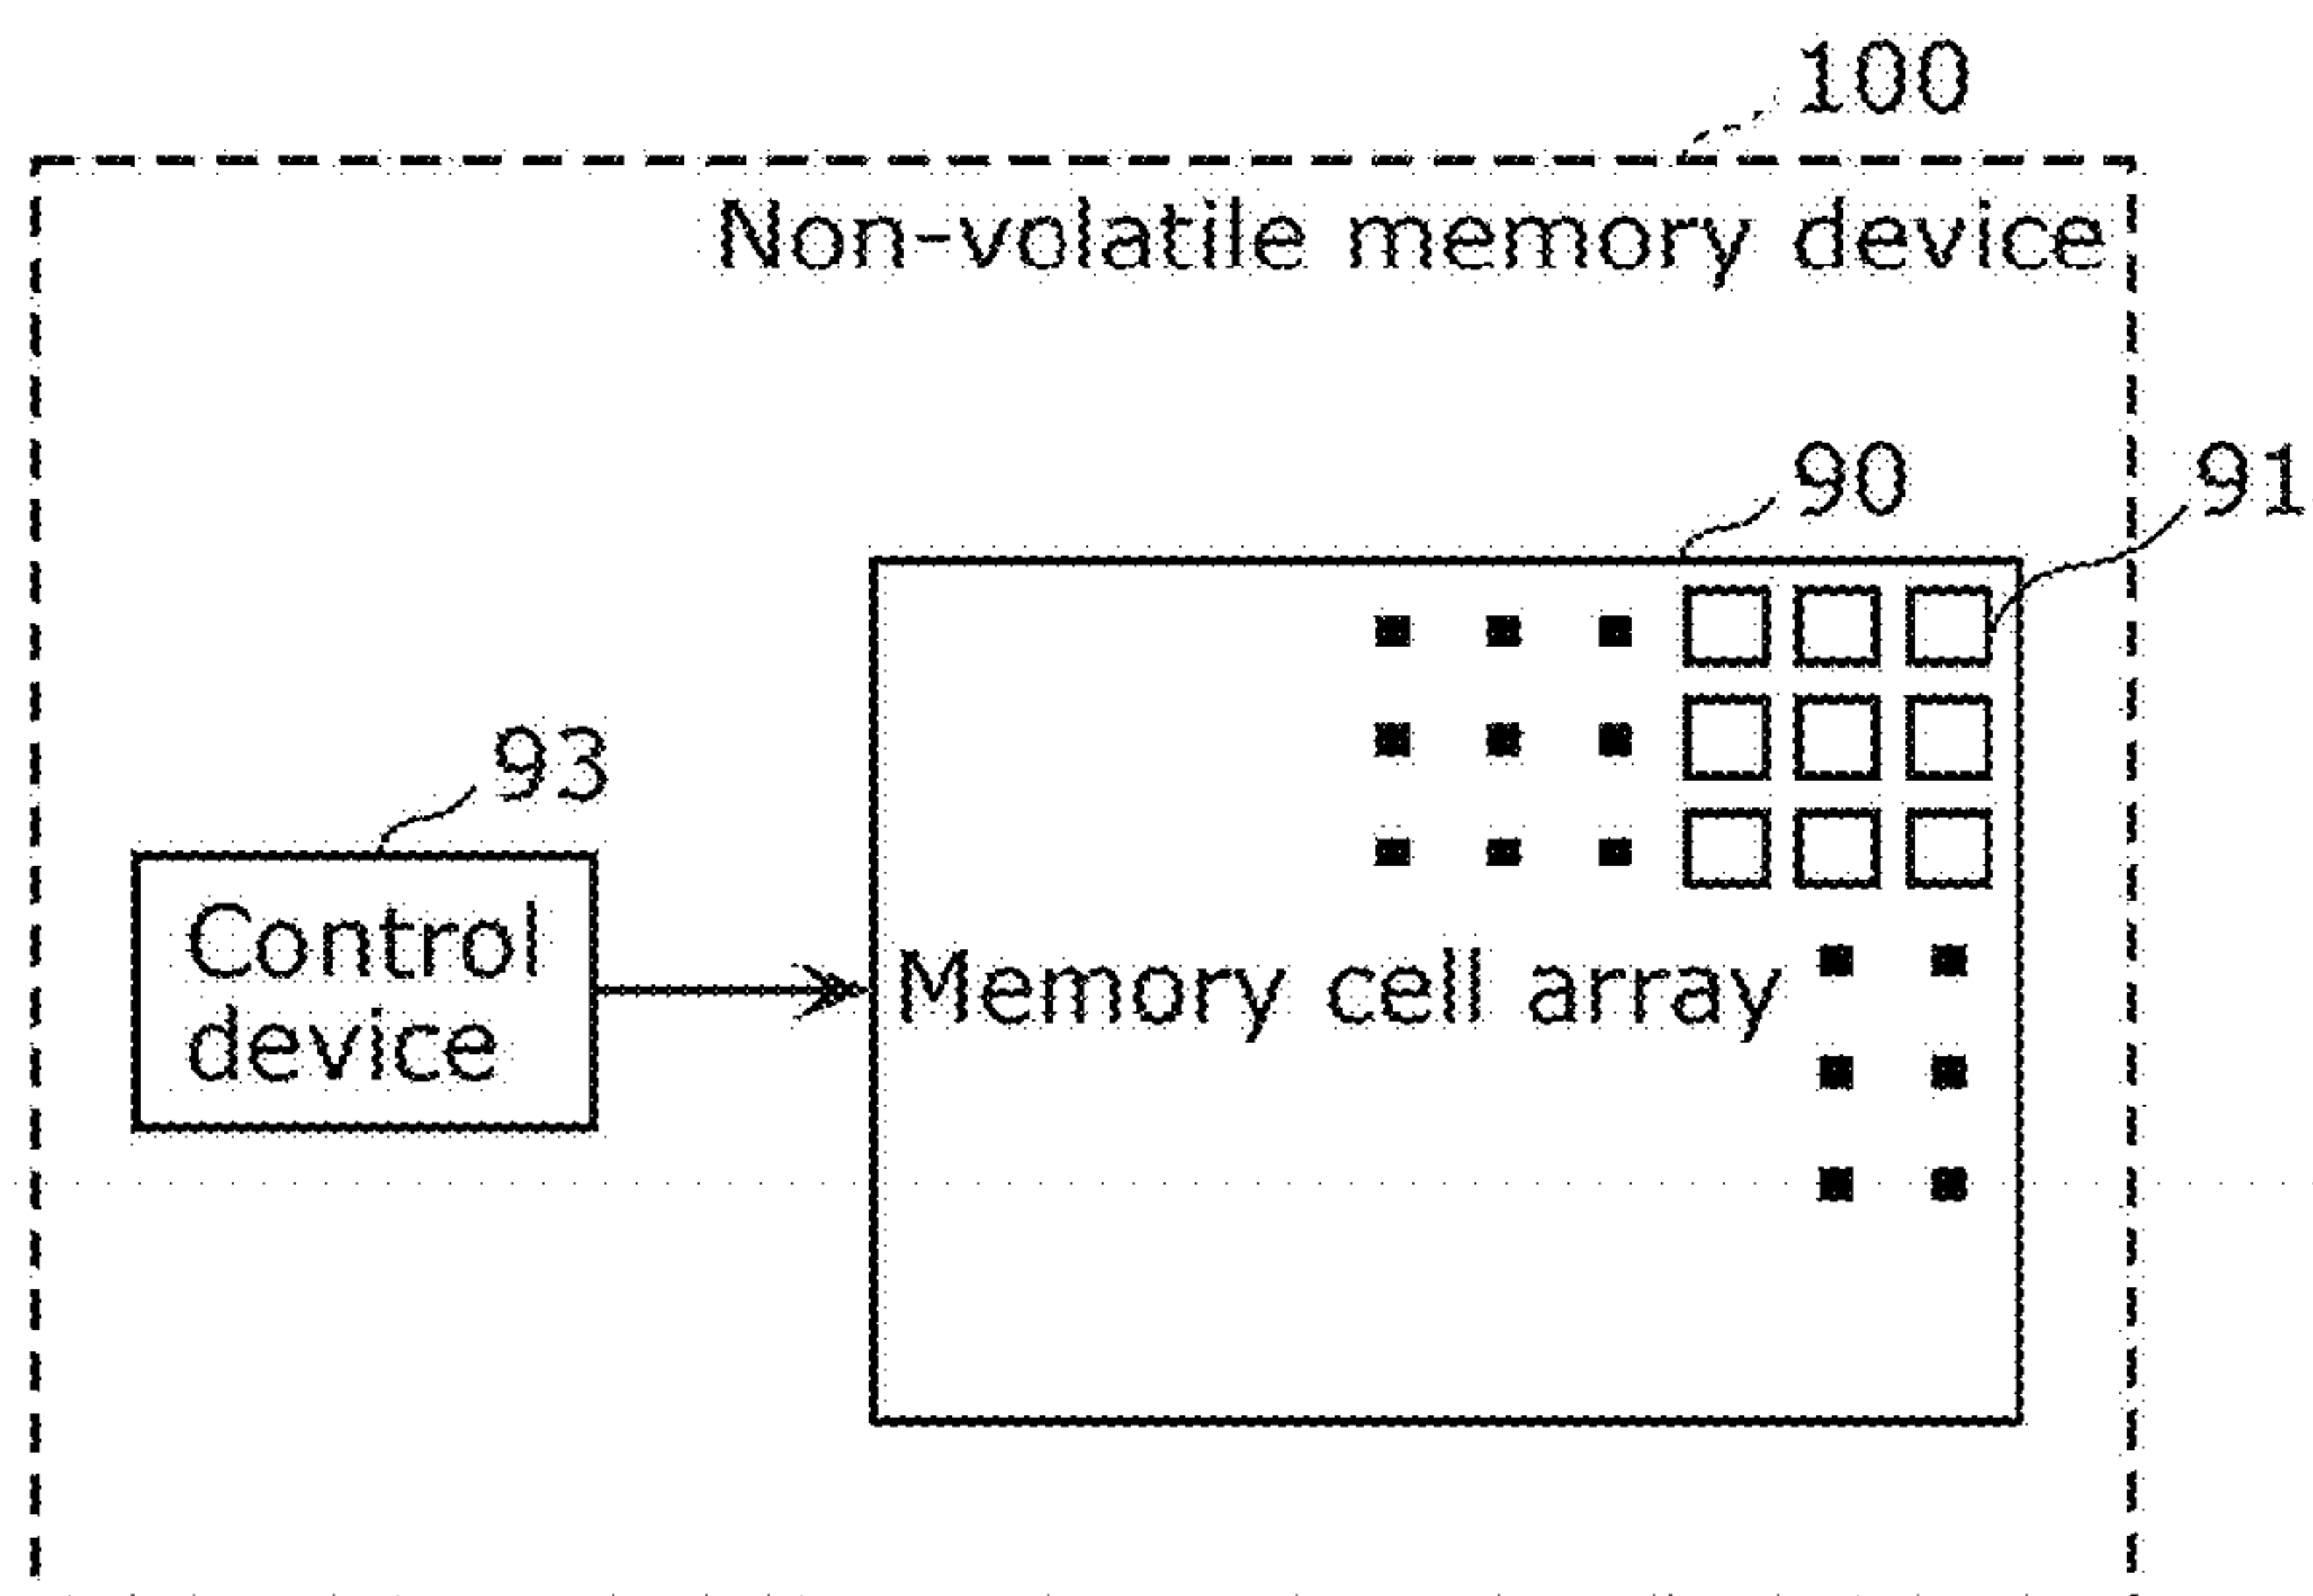 100
Non-volatile memory device
90
91
93
Control
device
Memory cell array